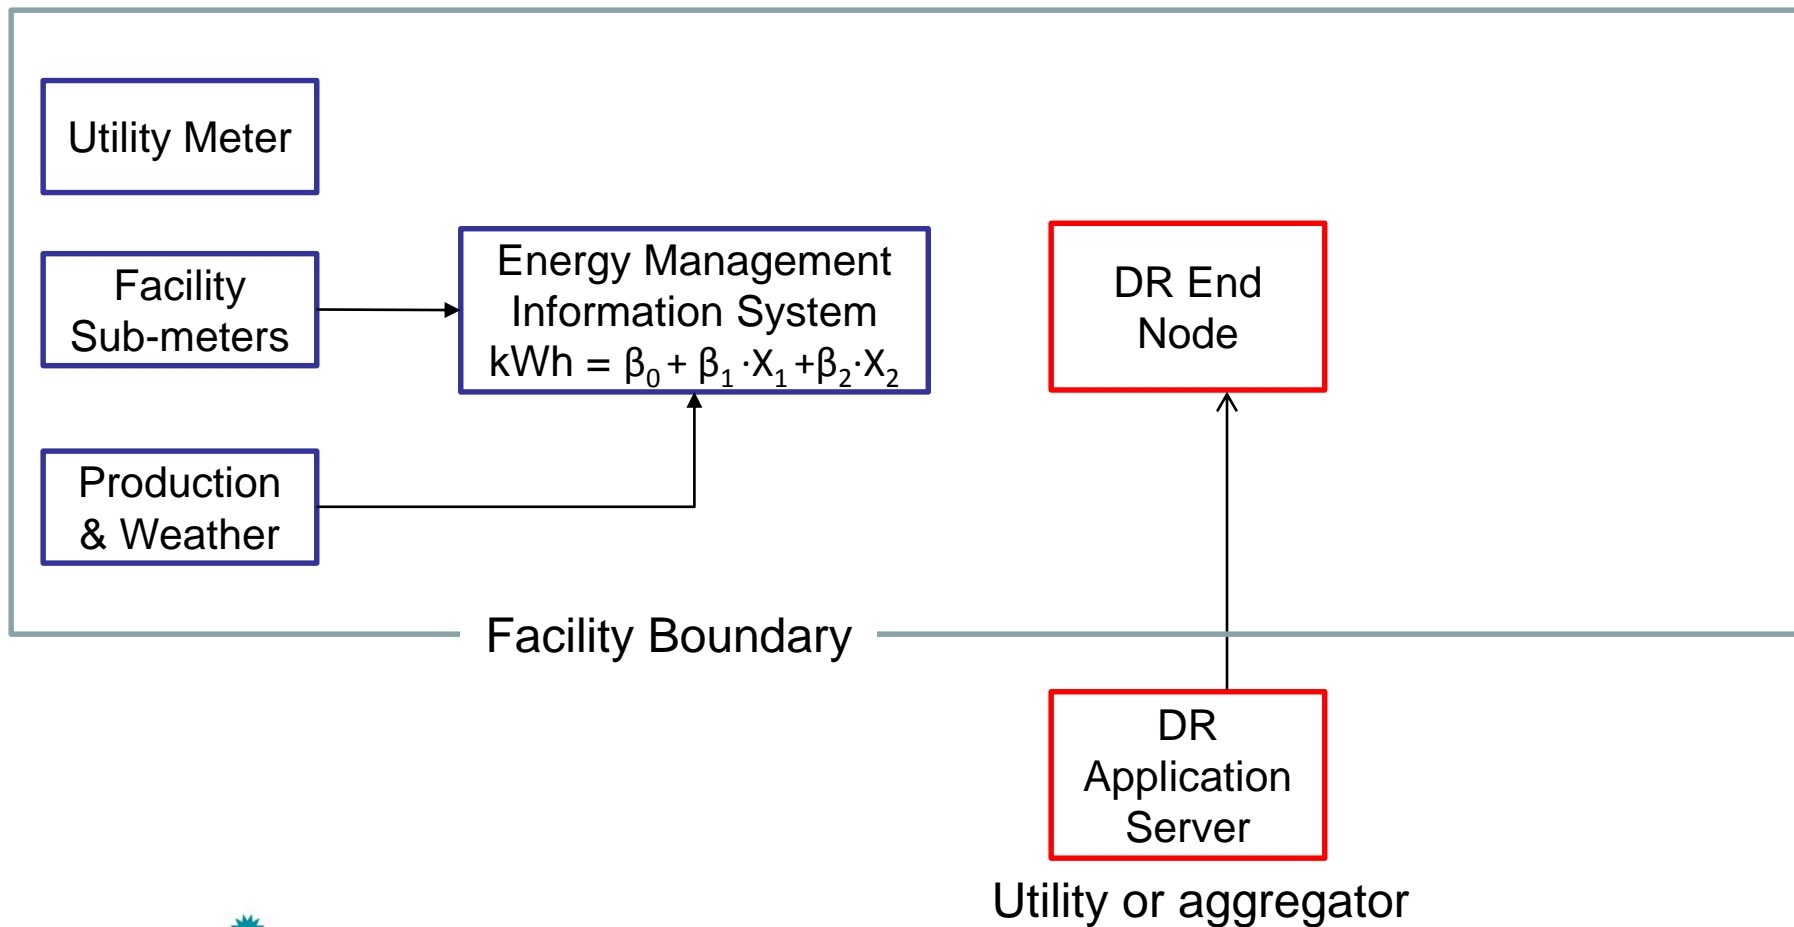 Utility Meter
Facility
Sub-meters
Energy Management
Information System
kWh = β₀ + β₁ ·X₁ +β₂·X₂
DR End
Node
Production
& Weather
Facility Boundary
DR
Application
Server
Utility or aggregator